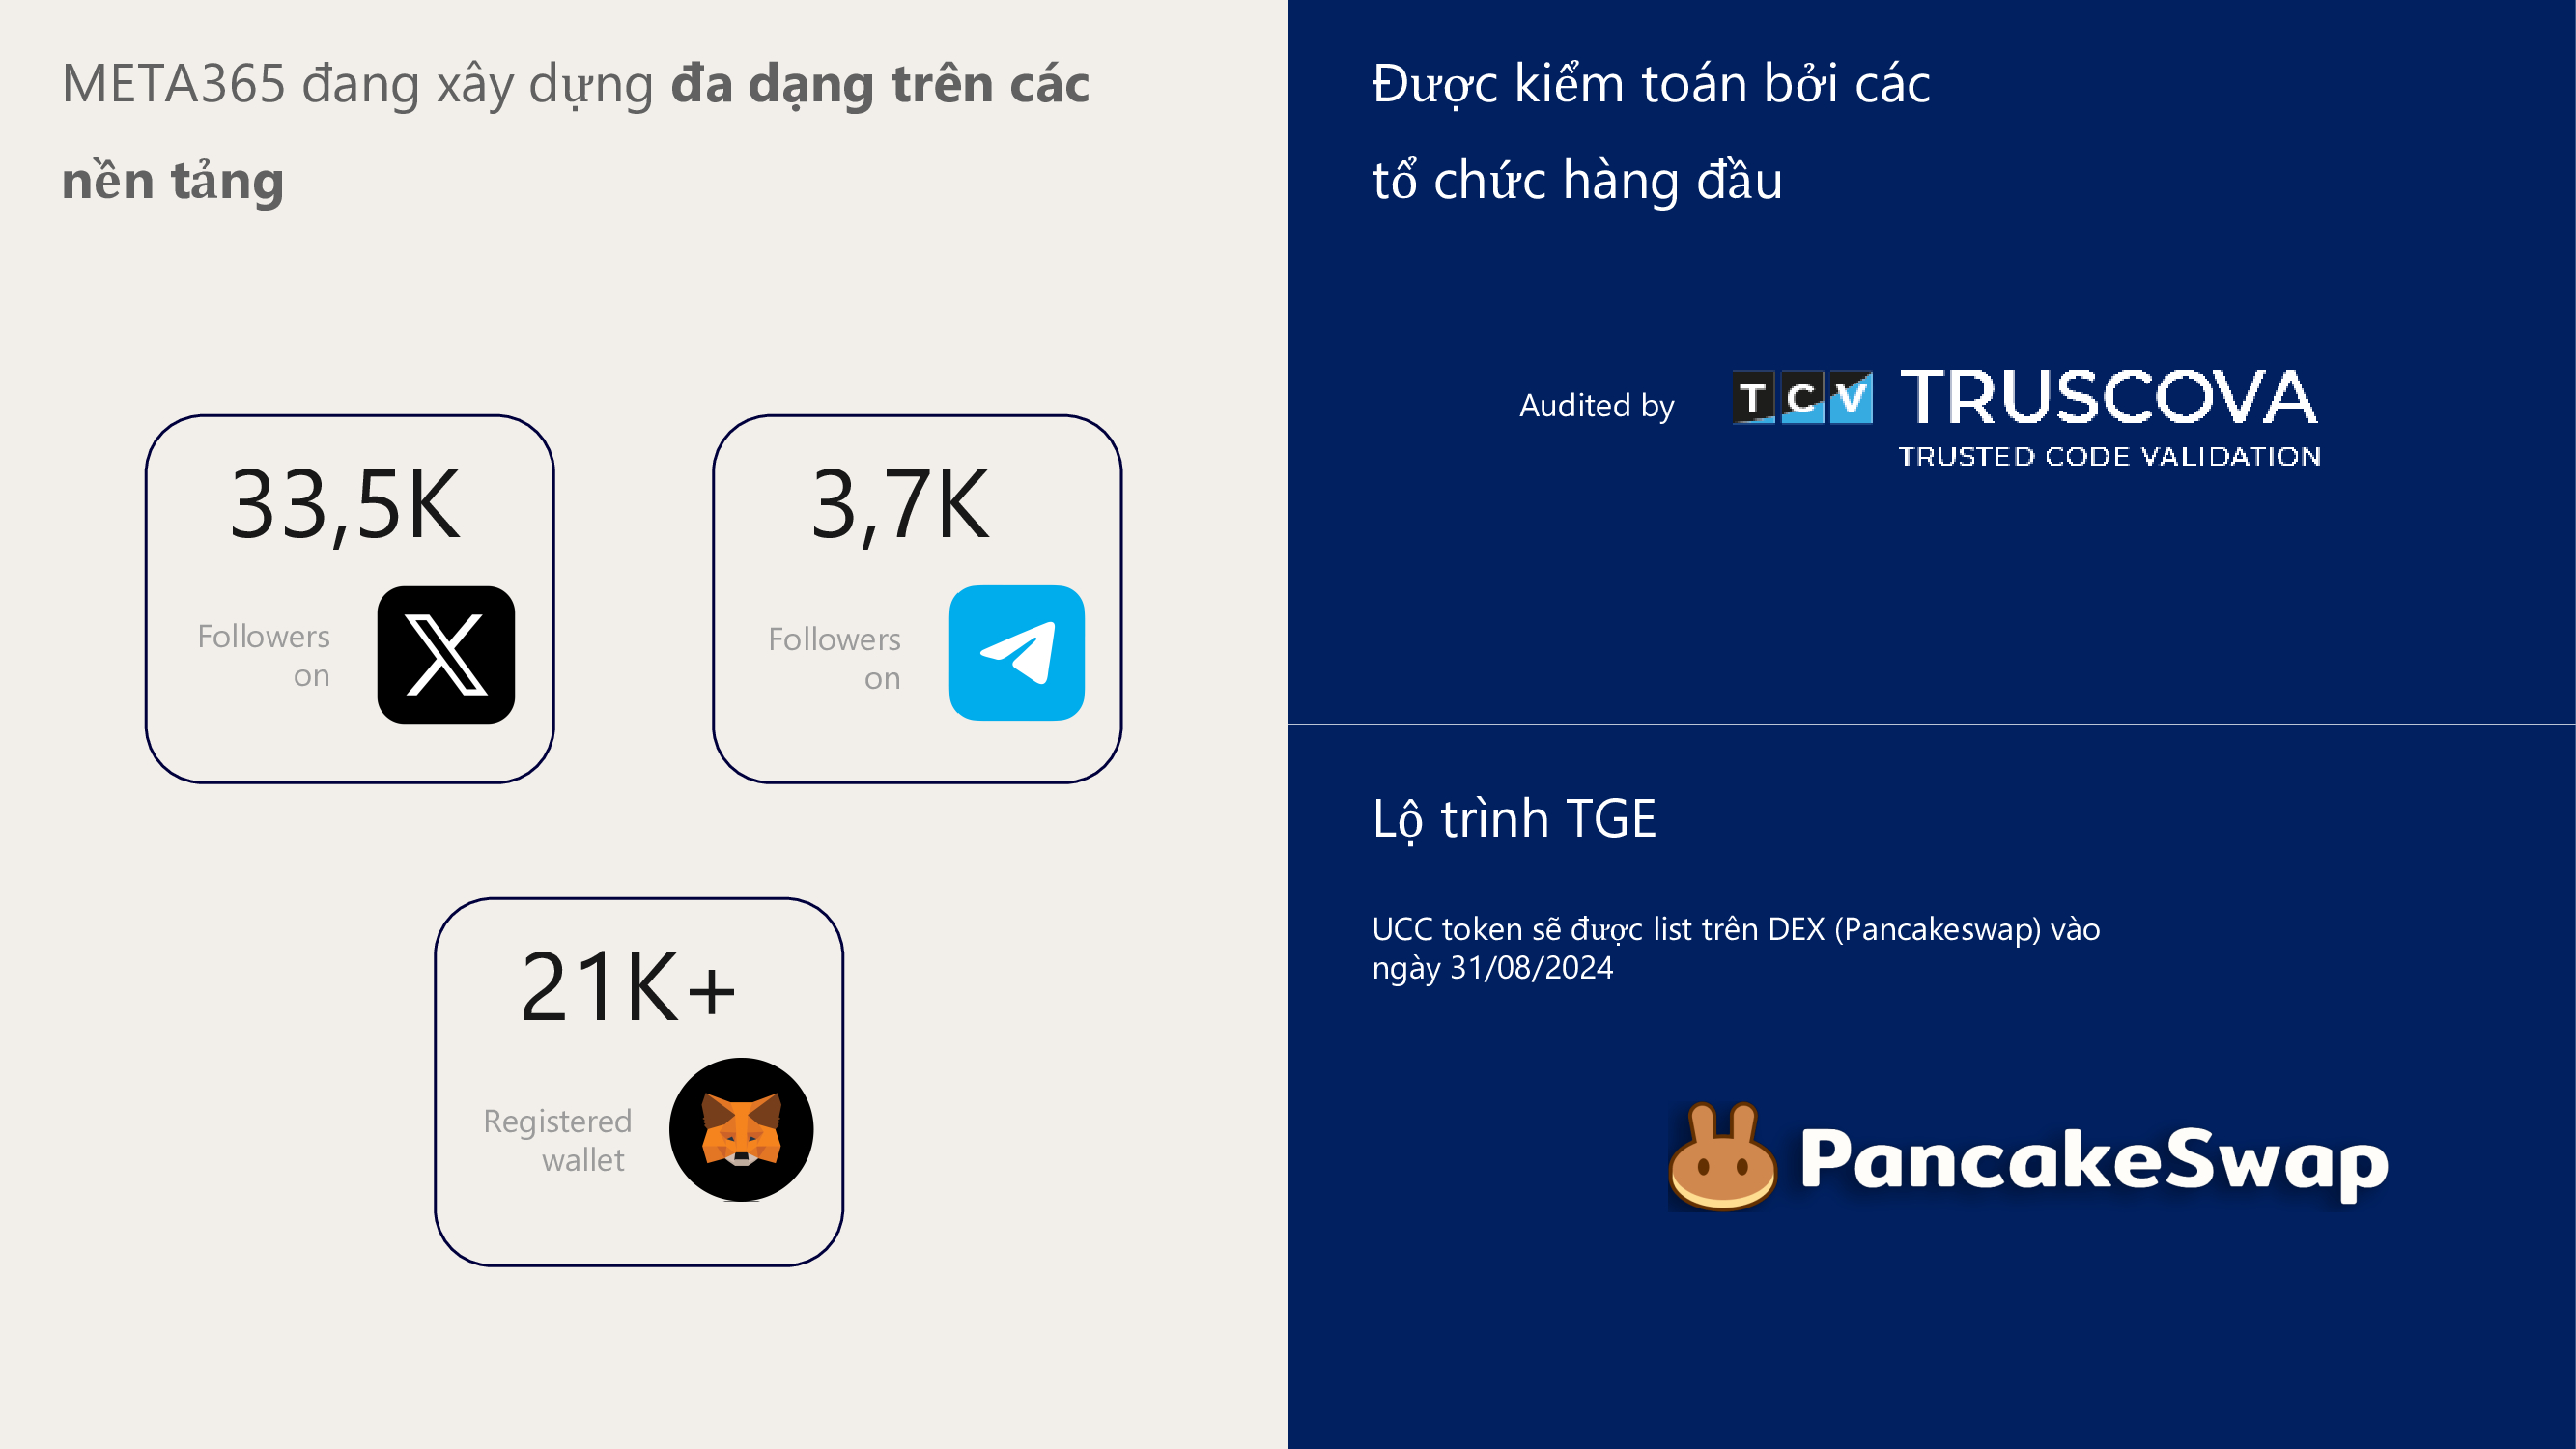 META365 đang xây dựng đa dạng trên các
nền tảng
33,5K
Followers
on
3,7K
Followers
on
21K+
Registered
wallet
Được kiểm toán bởi các
tổ chức hàng đầu
Audited by
TCV TRUSCOVA
TRUSTED CODE VALIDATION
Lộ trình TGE
UCC token sẽ được list trên DEX (Pancakeswap) vào
ngày 31/08/2024
PancakeSwap